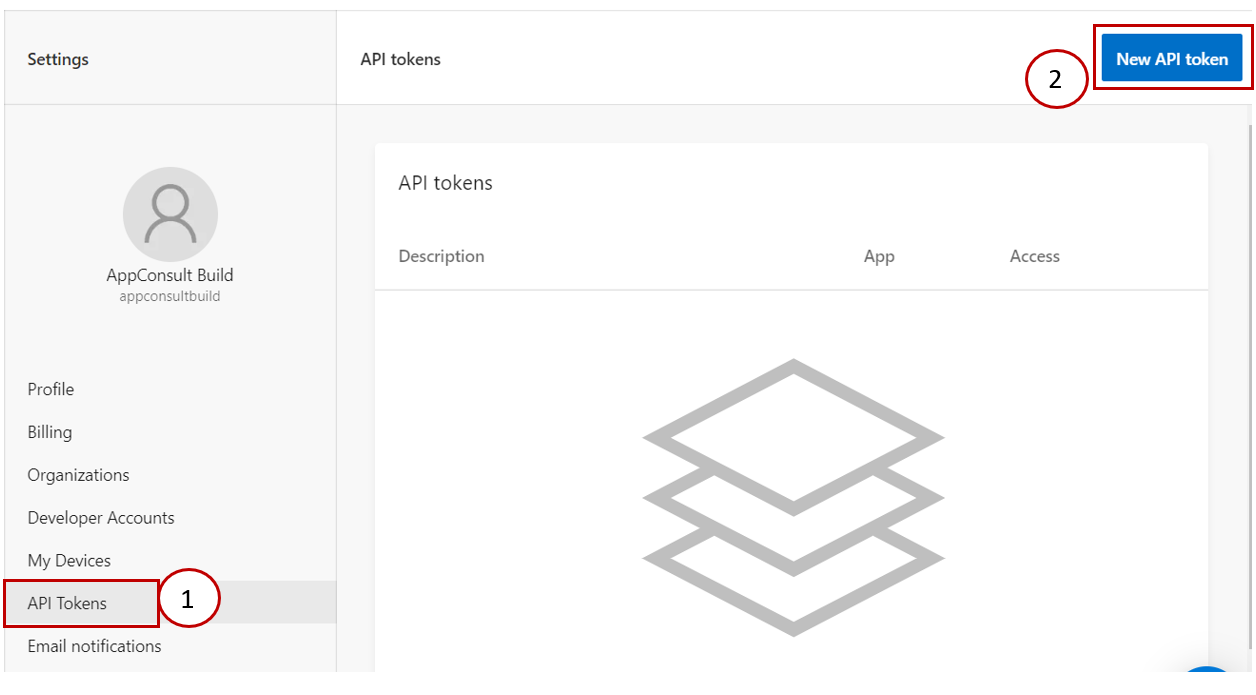 Settings
API tokens
2
New API token
AppConsult Build
appconsultbuild
Profile
Billing
Organizations
Developer Accounts
My Devices
API Tokens
1
Email notifications
API tokens
Description App Access